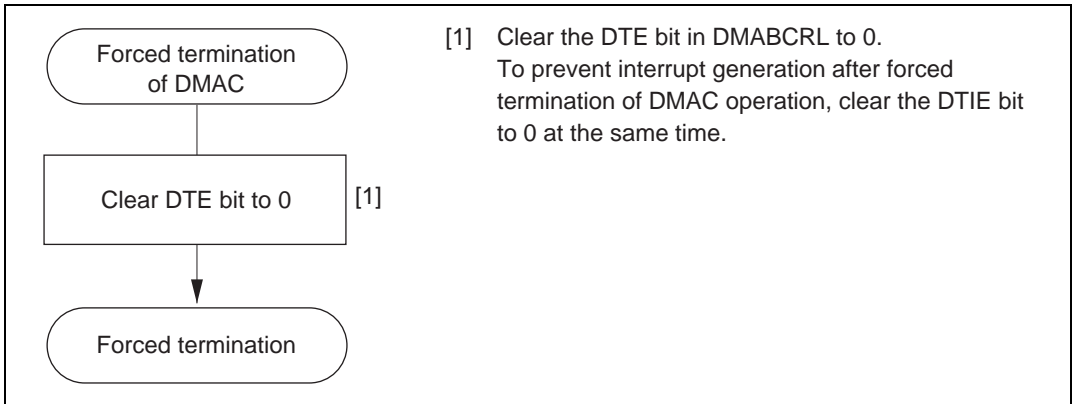 Forced termination
of DMAC
Clear DTE bit to 0
[1]
Forced termination
[1] Clear the DTE bit in DMABCRL to 0.
To prevent interrupt generation after forced
termination of DMAC operation, clear the DTIE bit
to 0 at the same time.